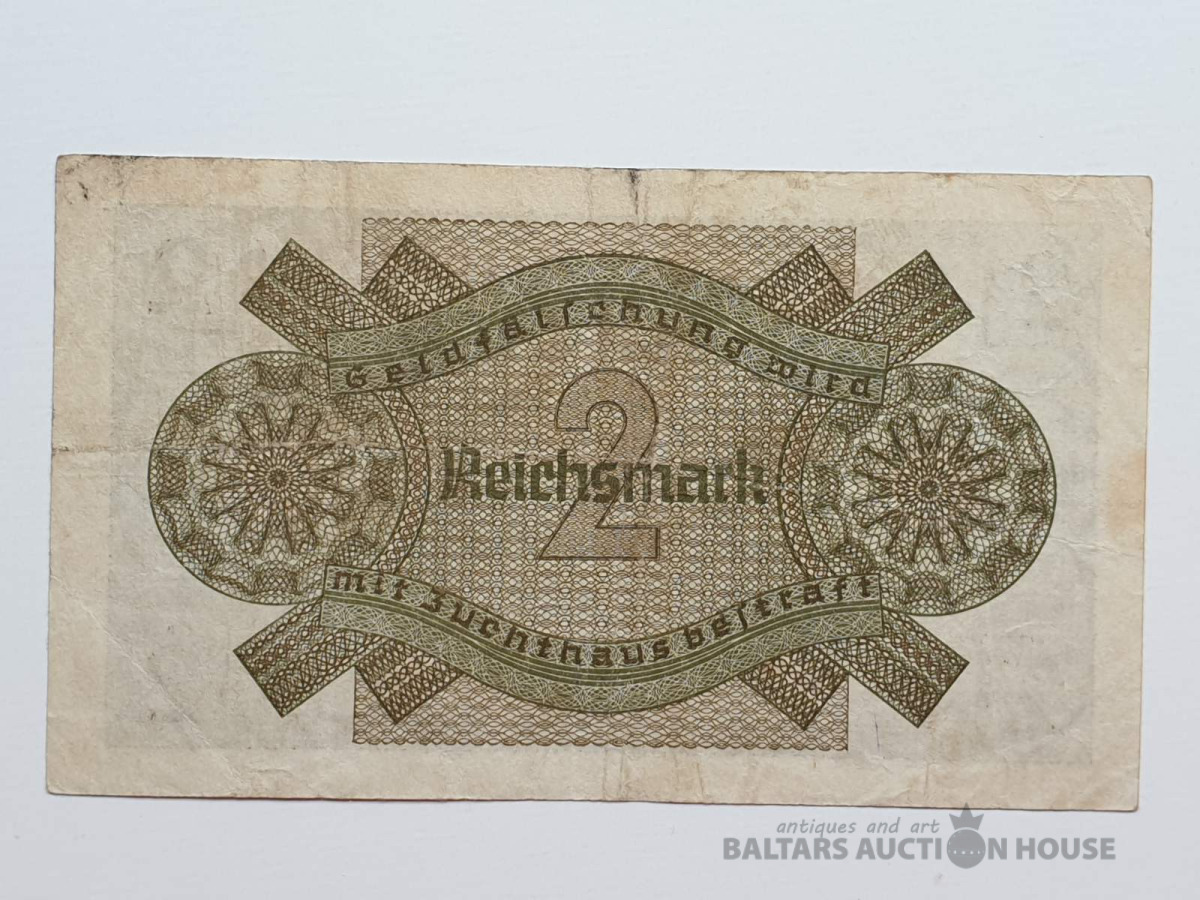 Geldfälschung wird
2
Reichsmark
mit Zuchthaus bestraft
antiques and art
BALTARS AUCTION HOUSE